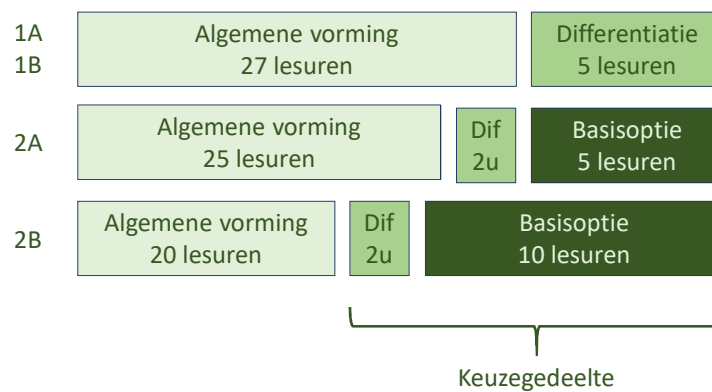 1A
1B
Algemene vorming
27 lesuren
Differentiatie
5 lesuren
2A
Algemene vorming
25 lesuren
Dif
2u
Basisoptie
5 lesuren
2B
Algemene vorming
20 lesuren
Dif
2u
Basisoptie
10 lesuren
Keuzegedeelte